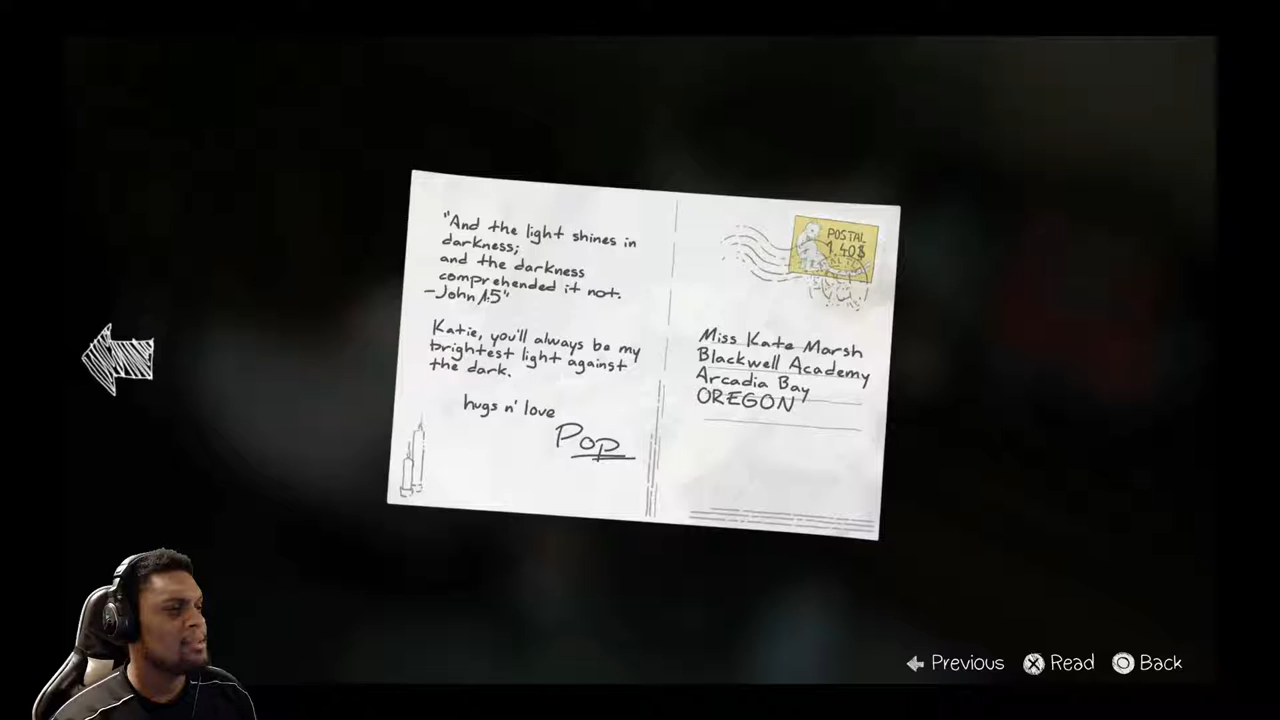 "And the light shines in
darkness;
and the darkness
comprehended it not.
-John 1:5"
Katie, you'll always be my
brightest light against
the dark.
hugs n' love
Pop
POSTAL
1.40$
Miss Kate Marsh
Blackwell Academy
Arcadia Bay
OREGON
Previous
Read
Back